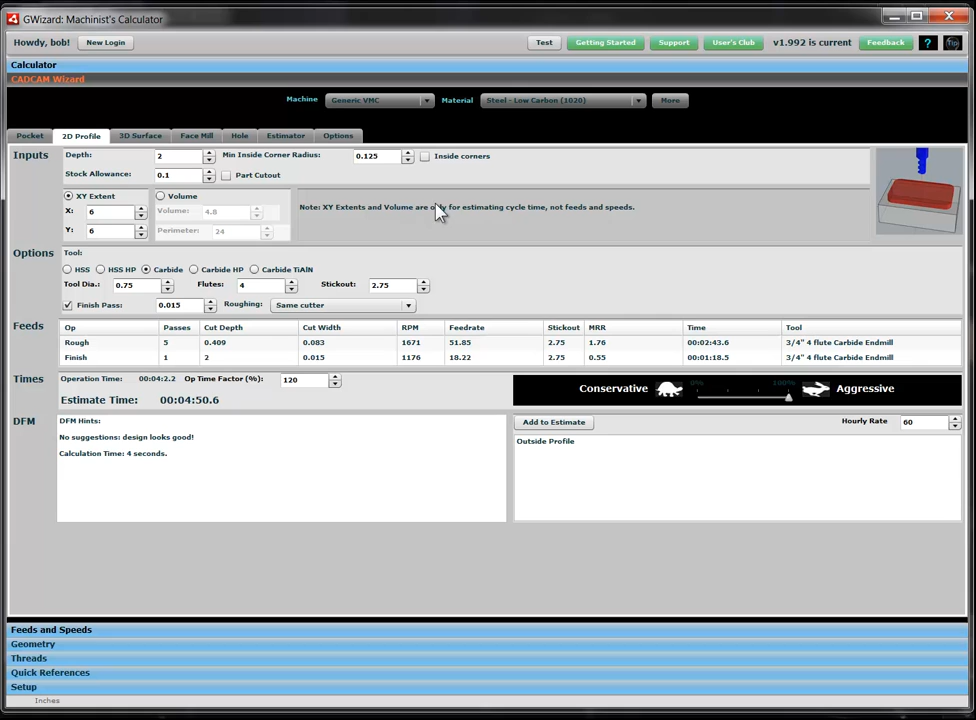 GWizard: Machinist's Calculator
Howdy, bob! New Login Test Getting Started Support User's Club v1.992 is current Feedback ? Tip
Calculator
CADCAM Wizard
Machine Generic VMC Material Steel - Low Carbon (1020) More
Pocket 2D Profile 3D Surface Face Mill Hole Estimator Options
Inputs Depth: 2 Min Inside Corner Radius: 0.125 Inside corners
Stock Allowance: 0.1 Part Cutout
XY Extent Volume
X: 6 Volume: 4.8 Note: XY Extents and Volume are only for estimating cycle time, not feeds and speeds.
Y: 6 Perimeter: 24
Options Tool:
HSS HSS HP Carbide Carbide HP Carbide TiAlN
Tool Dia.: 0.75 Flutes: 4 Stickout: 2.75
Finish Pass: 0.015 Roughing: Same cutter
Feeds Op Passes Cut Depth Cut Width RPM Feedrate Stickout MRR Time Tool
Rough 5 0.409 0.083 1671 51.85 2.75 1.76 00:02:43.6 3/4" 4 flute Carbide Endmill
Finish 1 2 0.015 1176 18.22 2.75 0.55 00:01:18.5 3/4" 4 flute Carbide Endmill
Times Operation Time: 00:04:2.2 Op Time Factor (%): 120
Conservative 0% 100% Aggressive
Estimate Time: 00:04:50.6
DFM DFM Hints: Add to Estimate Hourly Rate 60
No suggestions: design looks good! Outside Profile
Calculation Time: 4 seconds.
Feeds and Speeds
Geometry
Threads
Quick References
Setup
Inches